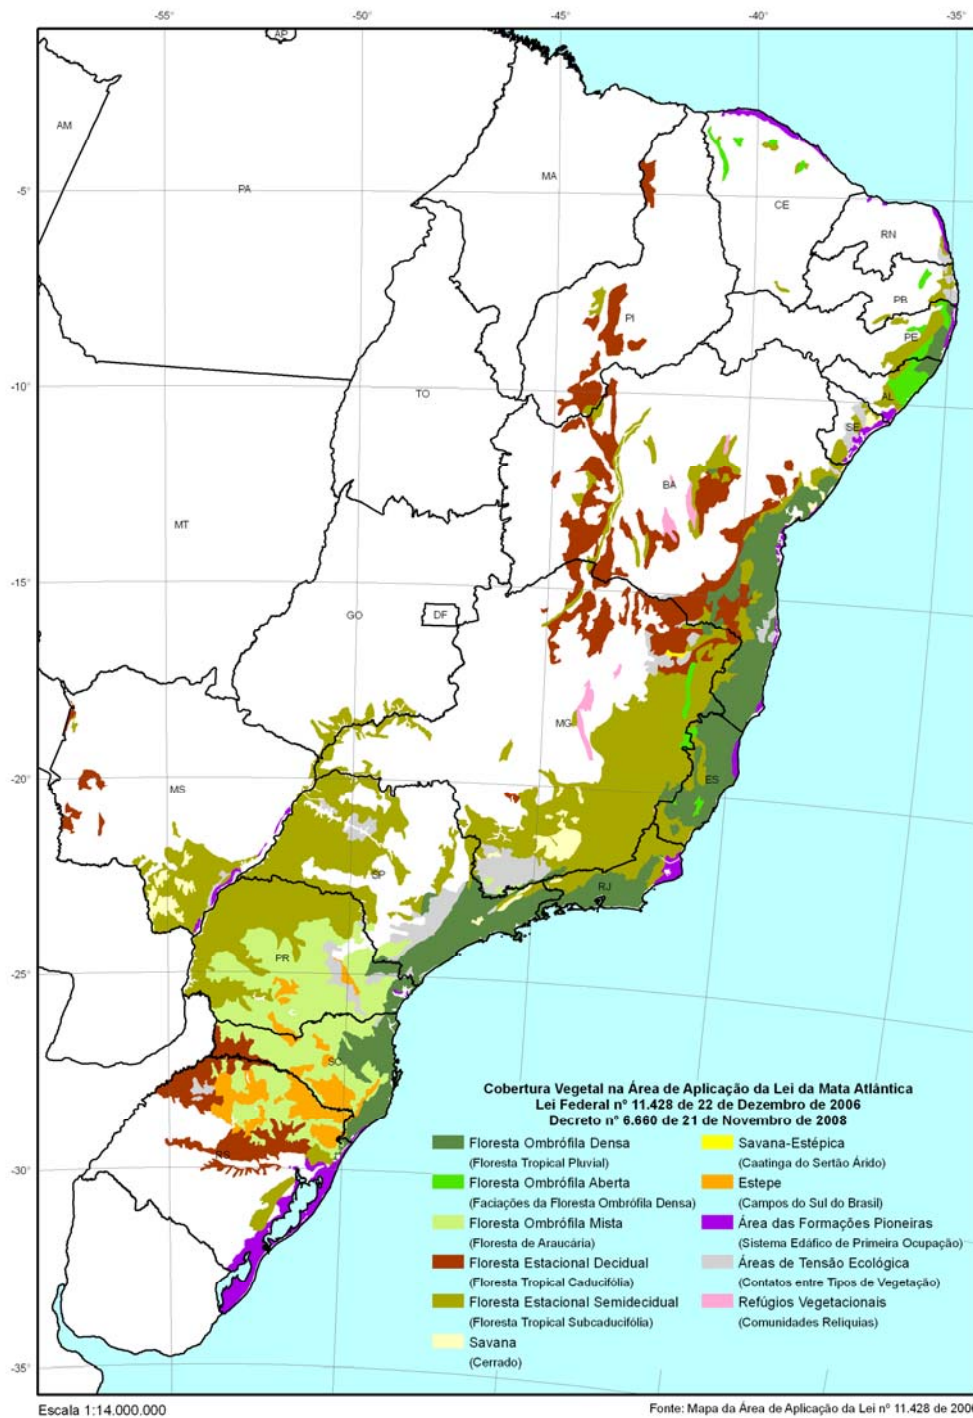 -55° -50° -45° -40° -35°
AP
AM
PA
MA
CE
RN
PB
PE
AL
SE
PI
TO
BA
MT
GO
DF
MG
ES
MS
SP
RJ
PR
SC
RS
-5°
-10°
-15°
-20°
-25°
-30°
-35°
Cobertura Vegetal na Área de Aplicação da Lei da Mata Atlântica
Lei Federal nº 11.428 de 22 de Dezembro de 2006
Decreto nº 6.660 de 21 de Novembro de 2008
Floresta Ombrófila Densa
(Floresta Tropical Pluvial)
Floresta Ombrófila Aberta
(Faciações da Floresta Ombrófila Densa)
Floresta Ombrófila Mista
(Floresta de Araucária)
Floresta Estacional Decidual
(Floresta Tropical Caducifólia)
Floresta Estacional Semidecidual
(Floresta Tropical Subcaducifólia)
Savana
(Cerrado)
Savana-Estépica
(Caatinga do Sertão Árido)
Estepe
(Campos do Sul do Brasil)
Área das Formações Pioneiras
(Sistema Edáfico de Primeira Ocupação)
Áreas de Tensão Ecológica
(Contatos entre Tipos de Vegetação)
Refúgios Vegetacionais
(Comunidades Relíquias)
Escala 1:14.000.000
Fonte: Mapa da Área de Aplicação da Lei nº 11.428 de